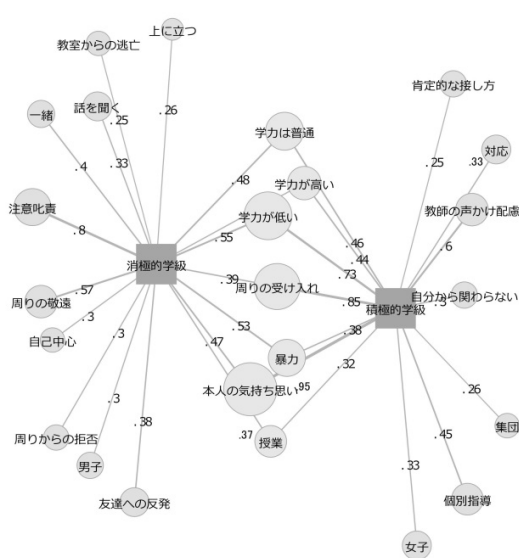 上に立つ
教室からの逃亡
.26
肯定的な接し方
一緒
話を聞く
.25
学力は普通
.33
.4
.48
.25
.33
対応
学力が高い
注意叱責
.8
学力が低い
教師の声かけ配慮
.55
.46
.6
.44
消極的学級
.39
.73
周りの敬遠
.57
周りの受け入れ
.85
自分から関わらない
.3
積極的学級
.3
自己中心
.3
.53
.38
.47
暴力
.32
本人の気持ち思い
.95
.26
.3
.38
周りからの拒否
.37
授業
集団
男子
.33
.45
友達への反発
個別指導
女子